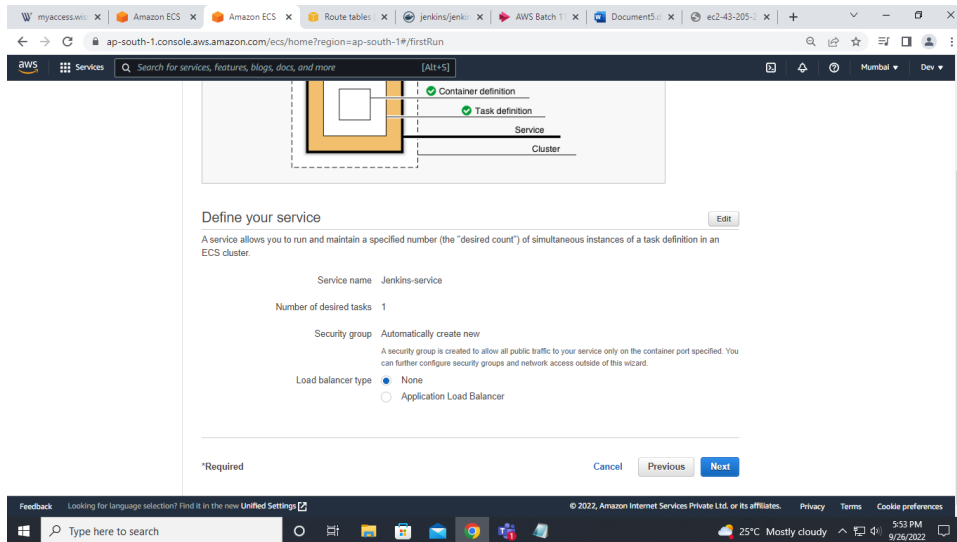 myaccess.wi
Amazon ECS
Amazon ECS
Route tables
jenkins/jenki
AWS Batch 1
Document5.d
ec2-43-205-2
ap-south-1.console.aws.amazon.com/ecs/home?region=ap-south-1#/firstRun
aws
Services
Search for services, features, blogs, docs, and more
[Alt+S]
Mumbai
Dev
Container definition
Task definition
Service
Cluster
Define your service
Edit
A service allows you to run and maintain a specified number (the "desired count") of simultaneous instances of a task definition in an
ECS cluster.
Service name Jenkins-service
Number of desired tasks 1
Security group Automatically create new
A security group is created to allow all public traffic to your service only on the container port specified. You
can further configure security groups and network access outside of this wizard.
Load balancer type None
Application Load Balancer
*Required
Cancel
Previous
Next
Feedback Looking for language selection? Find it in the new Unified Settings
© 2022, Amazon Internet Services Private Ltd. or its affiliates. Privacy Terms Cookie preferences
Type here to search
25°C Mostly cloudy
5:53 PM
9/26/2022